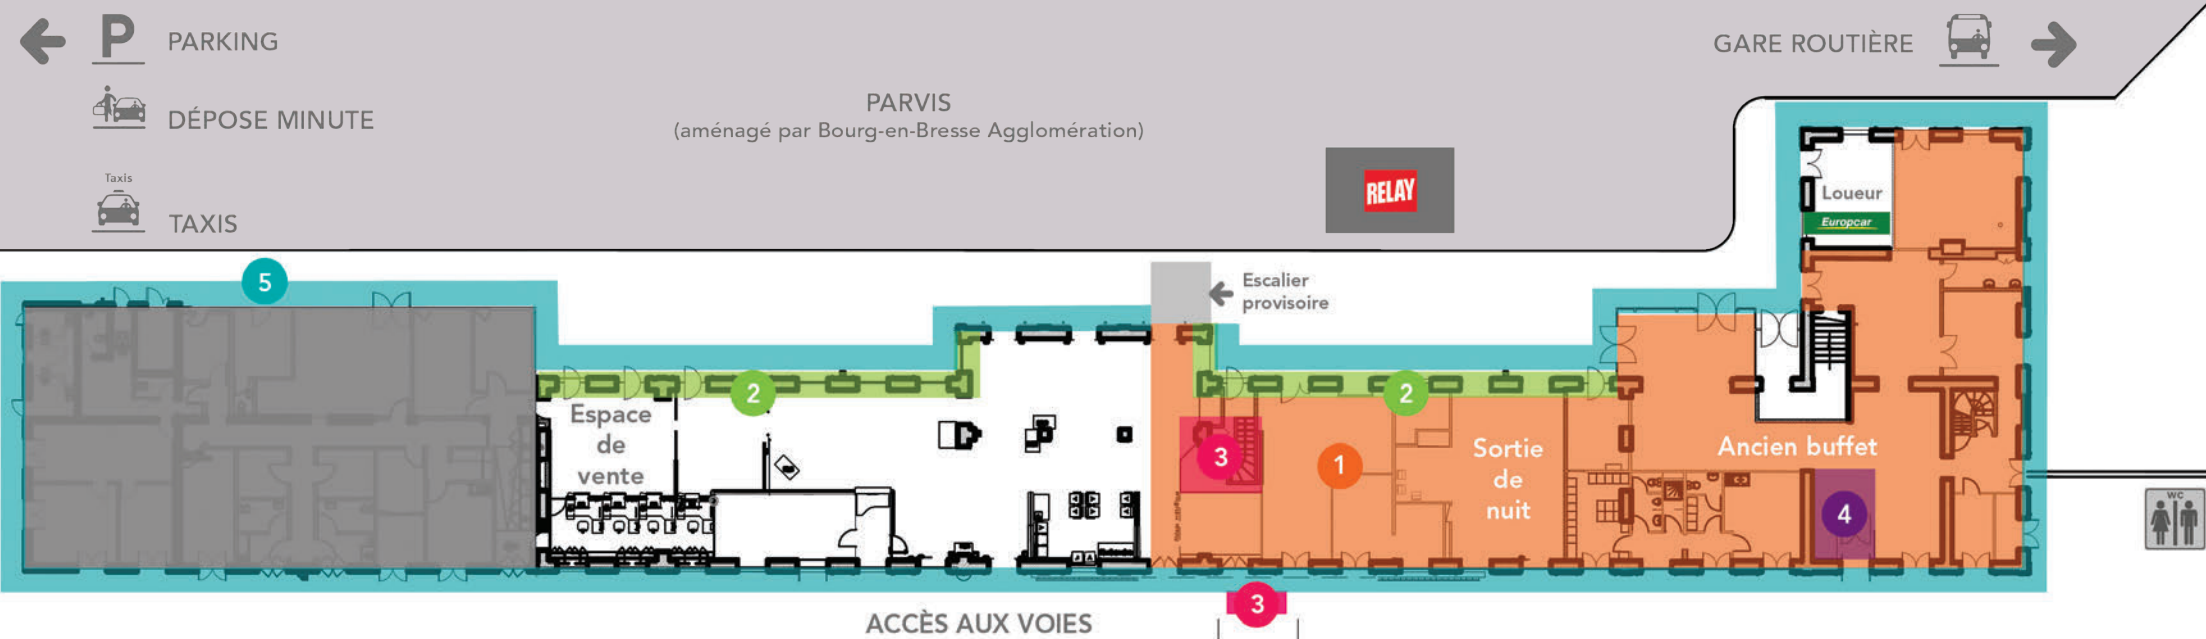 P PARKING
DÉPOSE MINUTE
Taxis
TAXIS
PARVIS
(aménagé par Bourg-en-Bresse Agglomération)
RELAY
GARE ROUTIÈRE
Loueur
Europcar
5
Escalier
provisoire
2
2
Espace
de
vente
3
1
Sortie
de
nuit
Ancien buffet
4
WC
3
ACCÈS AUX VOIES